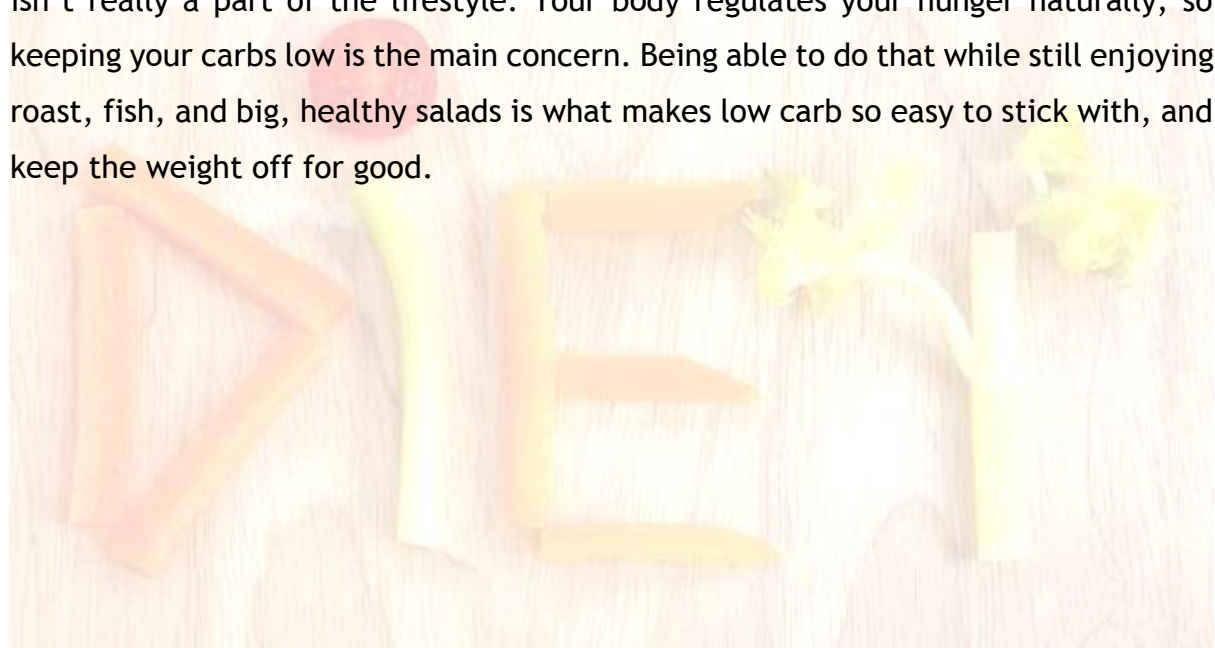 isn't really a part of the lifestyle. Your body regulates your hunger naturally, so
keeping your carbs low is the main concern. Being able to do that while still enjoying
roast, fish, and big, healthy salads is what makes low carb so easy to stick with, and
keep the weight off for good.
DIET